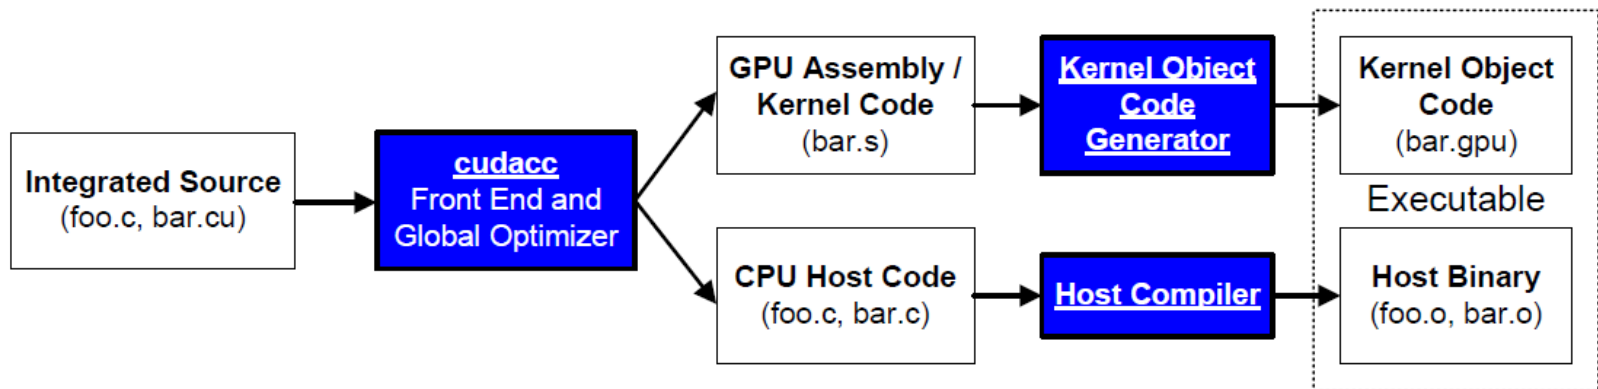 Integrated Source
(foo.c, bar.cu)
cudacc
Front End and
Global Optimizer
GPU Assembly /
Kernel Code
(bar.s)
Kernel Object
Code
Generator
Kernel Object
Code
(bar.gpu)
Executable
CPU Host Code
(foo.c, bar.c)
Host Compiler
Host Binary
(foo.o, bar.o)